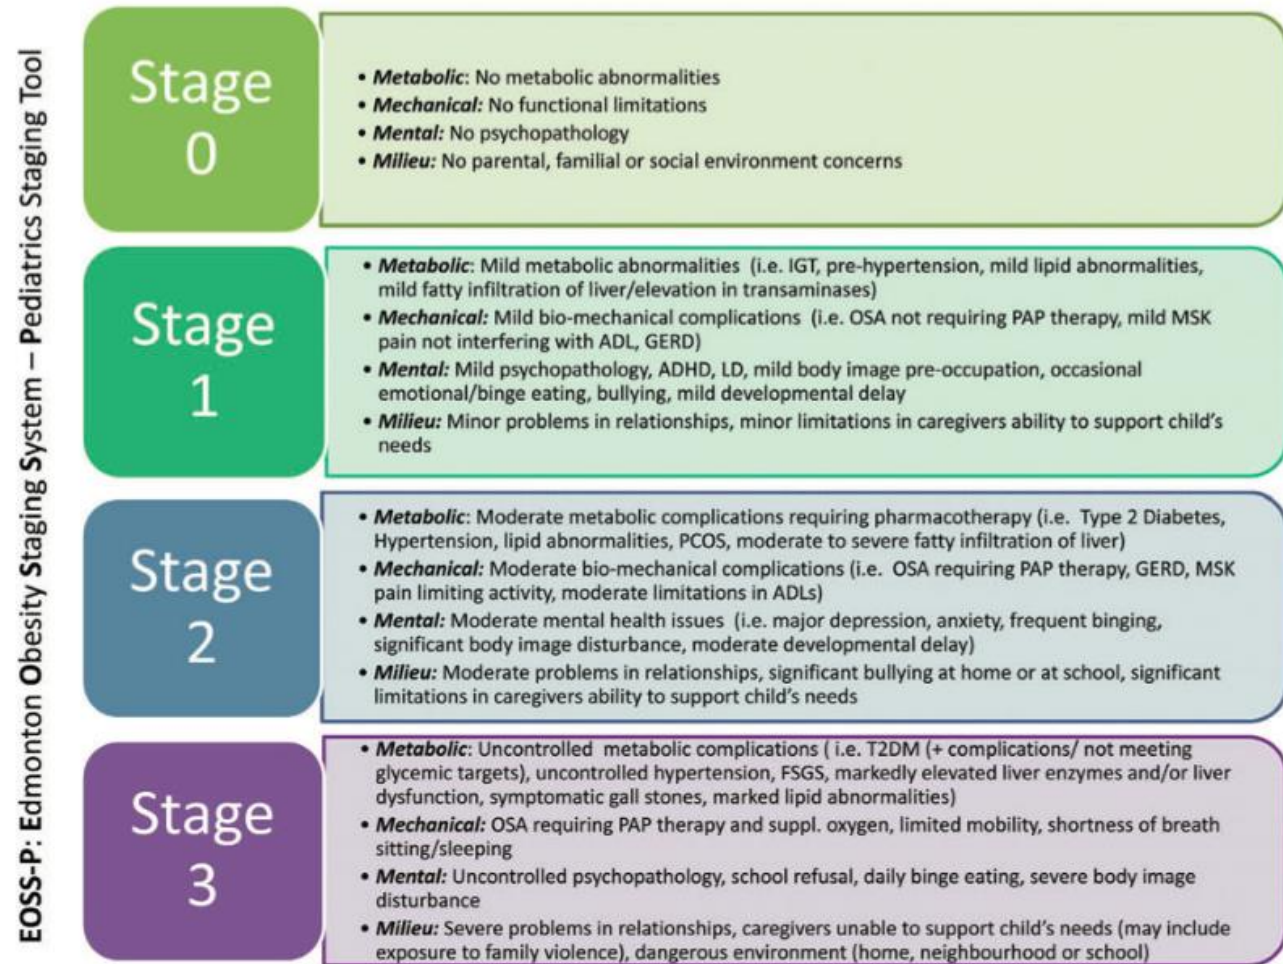 EOSS-P: Edmonton Obesity Staging System – Pediatrics Staging Tool
Stage
0
• Metabolic: No metabolic abnormalities
• Mechanical: No functional limitations
• Mental: No psychopathology
• Milieu: No parental, familial or social environment concerns
Stage
1
• Metabolic: Mild metabolic abnormalities (i.e. IGT, pre-hypertension, mild lipid abnormalities,
mild fatty infiltration of liver/elevation in transaminases)
• Mechanical: Mild bio-mechanical complications (i.e. OSA not requiring PAP therapy, mild MSK
pain not interfering with ADL, GERD)
• Mental: Mild psychopathology, ADHD, LD, mild body image pre-occupation, occasional
emotional/binge eating, bullying, mild developmental delay
• Milieu: Minor problems in relationships, minor limitations in caregivers ability to support child's
needs
Stage
2
• Metabolic: Moderate metabolic complications requiring pharmacotherapy (i.e. Type 2 Diabetes,
Hypertension, lipid abnormalities, PCOS, moderate to severe fatty infiltration of liver)
• Mechanical: Moderate bio-mechanical complications (i.e. OSA requiring PAP therapy, GERD, MSK
pain limiting activity, moderate limitations in ADLs)
• Mental: Moderate mental health issues (i.e. major depression, anxiety, frequent binging,
significant body image disturbance, moderate developmental delay)
• Milieu: Moderate problems in relationships, significant bullying at home or at school, significant
limitations in caregivers ability to support child's needs
Stage
3
• Metabolic: Uncontrolled metabolic complications ( i.e. T2DM (+ complications/ not meeting
glycemic targets), uncontrolled hypertension, FSGS, markedly elevated liver enzymes and/or liver
dysfunction, symptomatic gall stones, marked lipid abnormalities)
• Mechanical: OSA requiring PAP therapy and suppl. oxygen, limited mobility, shortness of breath
sitting/sleeping
• Mental: Uncontrolled psychopathology, school refusal, daily binge eating, severe body image
disturbance
• Milieu: Severe problems in relationships, caregivers unable to support child's needs (may include
exposure to family violence), dangerous environment (home, neighbourhood or school)